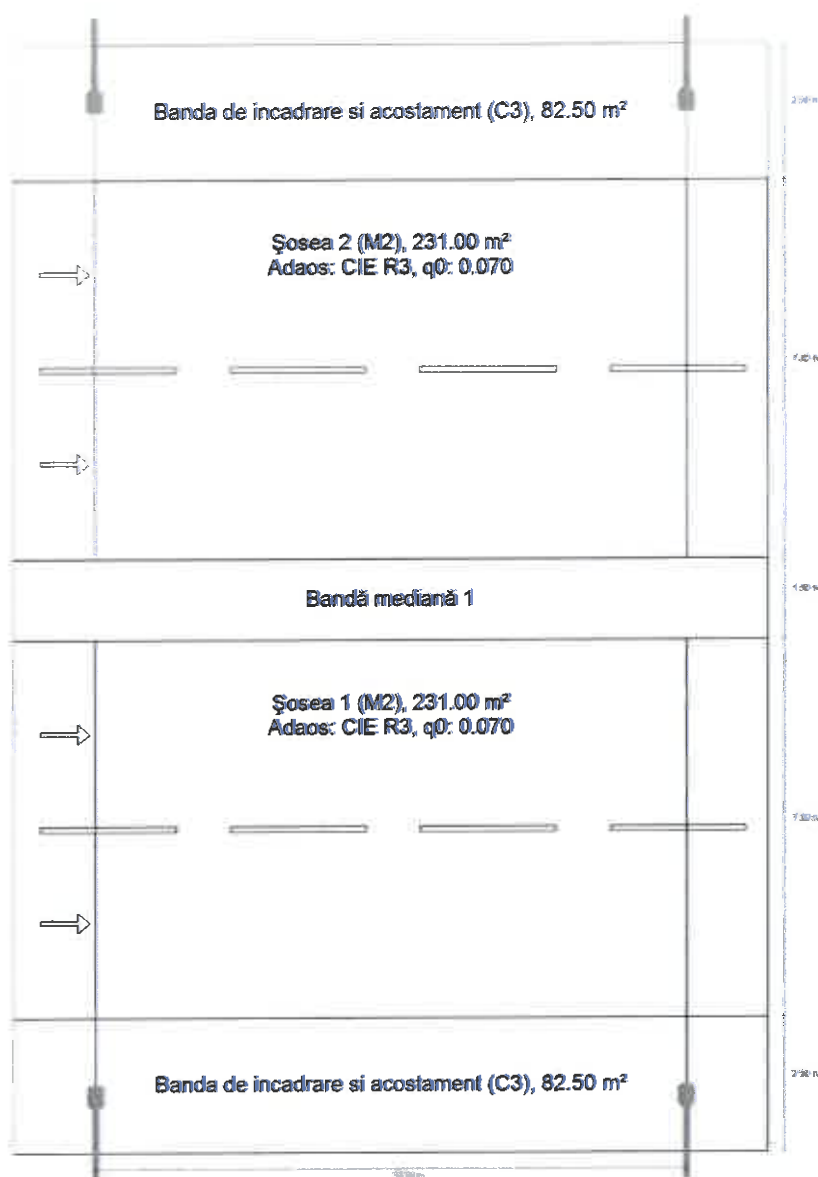 Banda de incadrare si acostament (C3), 82.50 m²
Şosea 2 (M2), 231.00 m²
Adaos: CIE R3, q0: 0.070
Bandă mediană 1
Şosea 1 (M2), 231.00 m²
Adaos: CIE R3, q0: 0.070
Banda de incadrare si acostament (C3), 82.50 m²